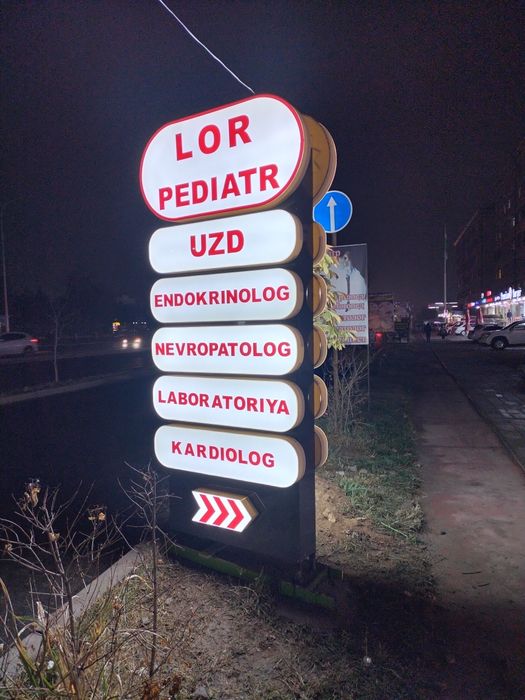 LOR
PEDIATR
UZD
ENDOKRINOLOG
NEVROPATOLOG
LABORATORIYA
KARDIOLOG